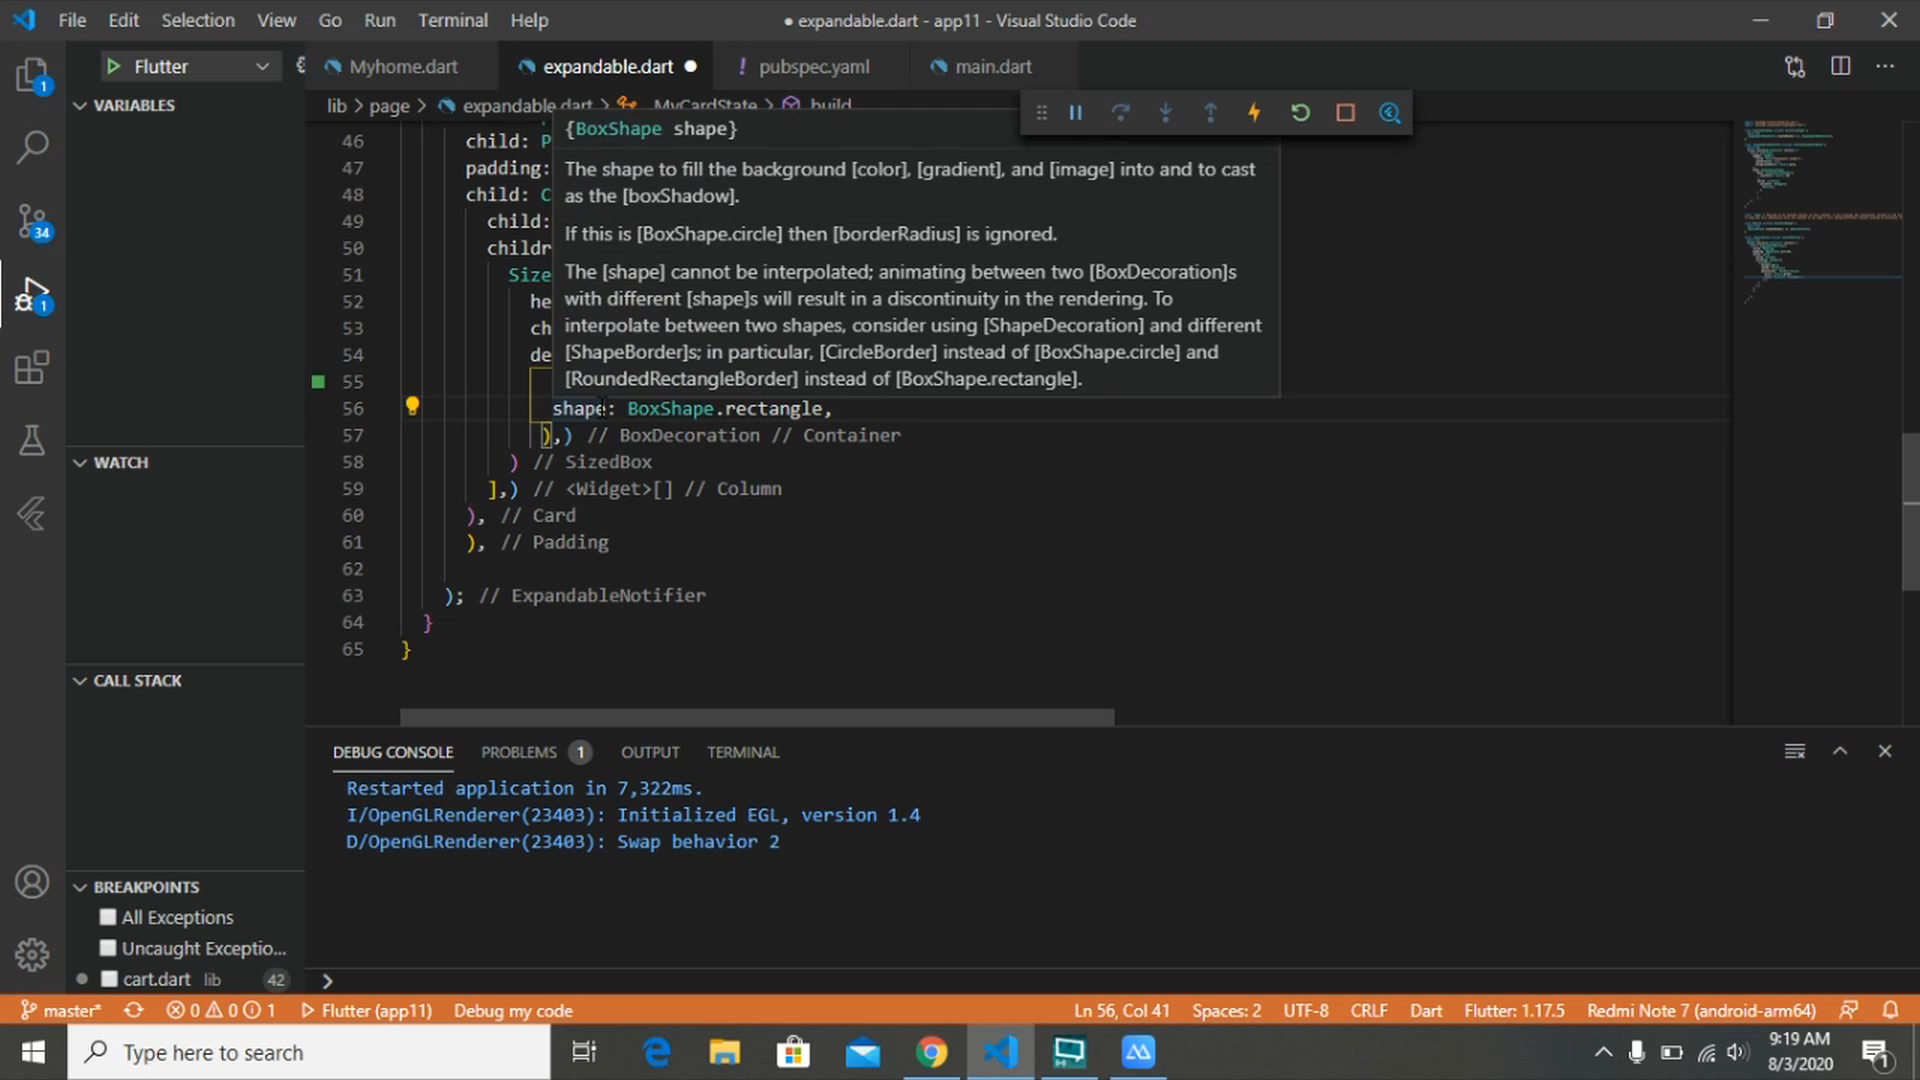 File Edit Selection View Go Run Terminal Help
● expandable.dart - app11 - Visual Studio Code
Flutter
Myhome.dart
expandable.dart
! pubspec.yaml
main.dart
VARIABLES
lib > page > expandable.dart > _MyCardState > build
{BoxShape shape}
The shape to fill the background [color], [gradient], and [image] into and to cast
as the [boxShadow].
If this is [BoxShape.circle] then [borderRadius] is ignored.
The [shape] cannot be interpolated; animating between two [BoxDecoration]s
with different [shape]s will result in a discontinuity in the rendering. To
interpolate between two shapes, consider using [ShapeDecoration] and different
[ShapeBorder]s; in particular, [CircleBorder] instead of [BoxShape.circle] and
[RoundedRectangleBorder] instead of [BoxShape.rectangle].
46 child: P
47 padding:
48 child: C
49 child:
50 childr
51 Size
52 he
53 ch
54 de
55
56 shape: BoxShape.rectangle,
57 ),) // BoxDecoration // Container
58 ) // SizedBox
59 ],) // <Widget>[] // Column
60 ), // Card
61 ), // Padding
62
63 ); // ExpandableNotifier
64 }
65 }
1
34
1
WATCH
CALL STACK
BREAKPOINTS
All Exceptions
Uncaught Exceptio...
cart.dart lib 42
DEBUG CONSOLE PROBLEMS 1 OUTPUT TERMINAL
Restarted application in 7,322ms.
I/OpenGLRenderer(23403): Initialized EGL, version 1.4
D/OpenGLRenderer(23403): Swap behavior 2
>
master* 0 0 1 Flutter (app11) Debug my code
Ln 56, Col 41 Spaces: 2 UTF-8 CRLF Dart Flutter: 1.17.5 Redmi Note 7 (android-arm64)
Type here to search
9:19 AM
8/3/2020
1